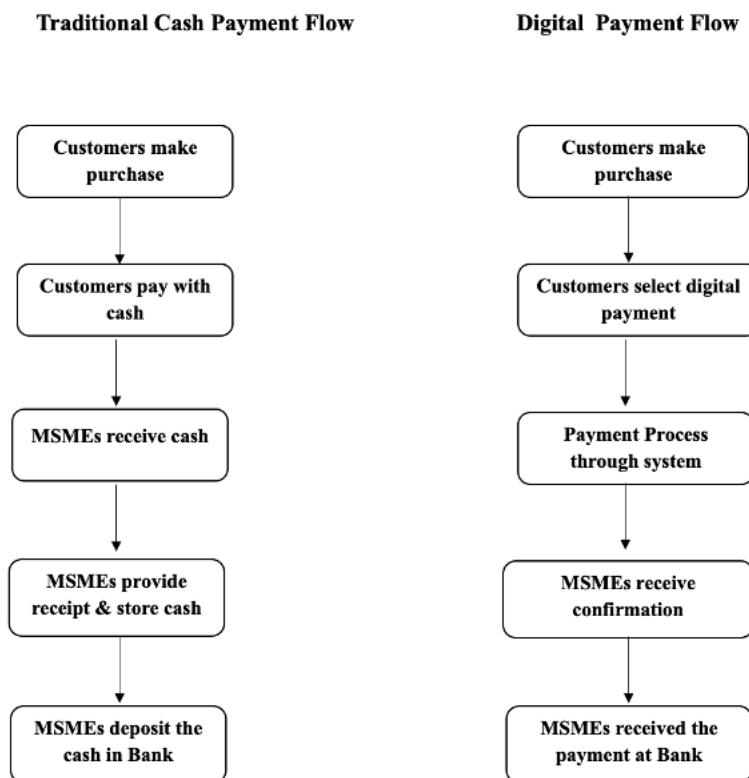 Traditional Cash Payment Flow
Customers make
purchase
Customers pay with
cash
MSMEs receive cash
MSMEs provide
receipt & store cash
MSMEs deposit the
cash in Bank
Digital Payment Flow
Customers make
purchase
Customers select digital
payment
Payment Process
through system
MSMEs receive
confirmation
MSMEs received the
payment at Bank